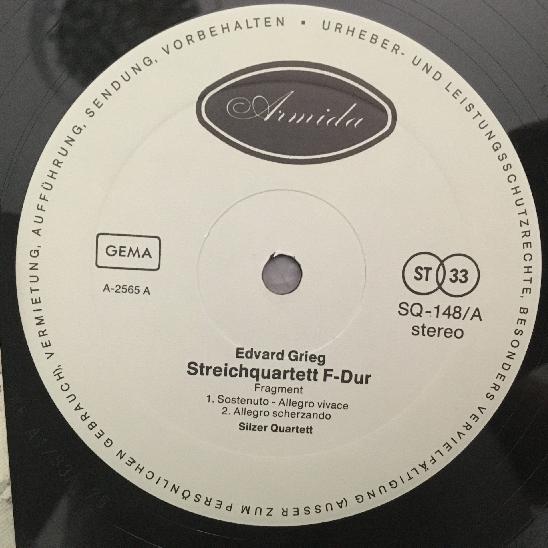 URHEBER- UND LEISTUNGSSCHUTZRECHTE, BESONDERS VERVIELFÄLTIGUNG (AUSSER ZUM PERSÖNLICHEN GEBRAUCH), VERMIETUNG, AUFFÜHRUNG, SENDUNG, VORBEHALTEN •
Armida
GEMA
A-2565 A
ST 33
SQ-148/A
stereo
Edvard Grieg
Streichquartett F-Dur
Fragment
1. Sostenuto - Allegro vivace
2. Allegro scherzando
Silzer Quartett